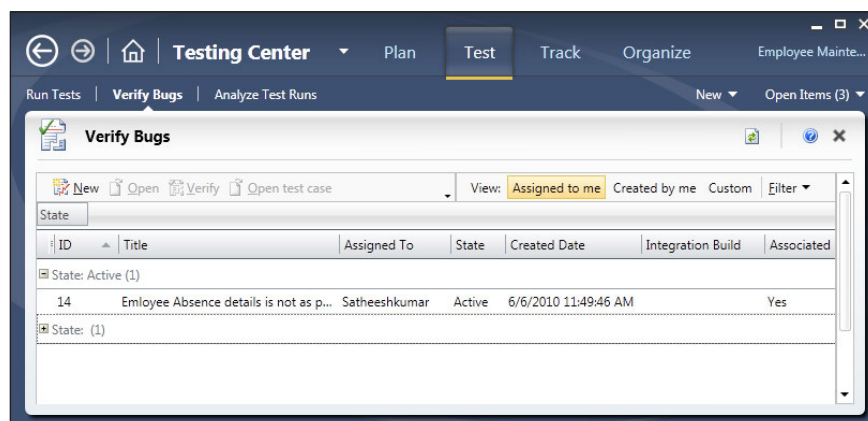 Testing Center Plan Test Track Organize Employee Mainte...
Run Tests | Verify Bugs | Analyze Test Runs New Open Items (3)
Verify Bugs
New Open Verify Open test case View: Assigned to me Created by me Custom Filter
State
ID Title Assigned To State Created Date Integration Build Associated
State: Active (1)
14 Emloyee Absence details is not as p... Satheeshkumar Active 6/6/2010 11:49:46 AM Yes
State: (1)